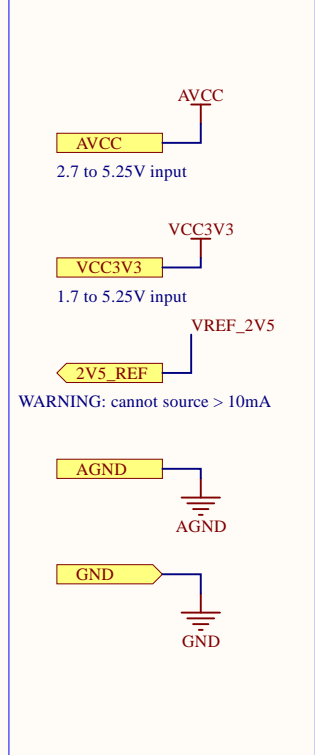 AVCC
AVCC
2.7 to 5.25V input
VCC3V3
VCC3V3
1.7 to 5.25V input
VREF_2V5
2V5_REF
WARNING: cannot source > 10mA
AGND
AGND
GND
GND